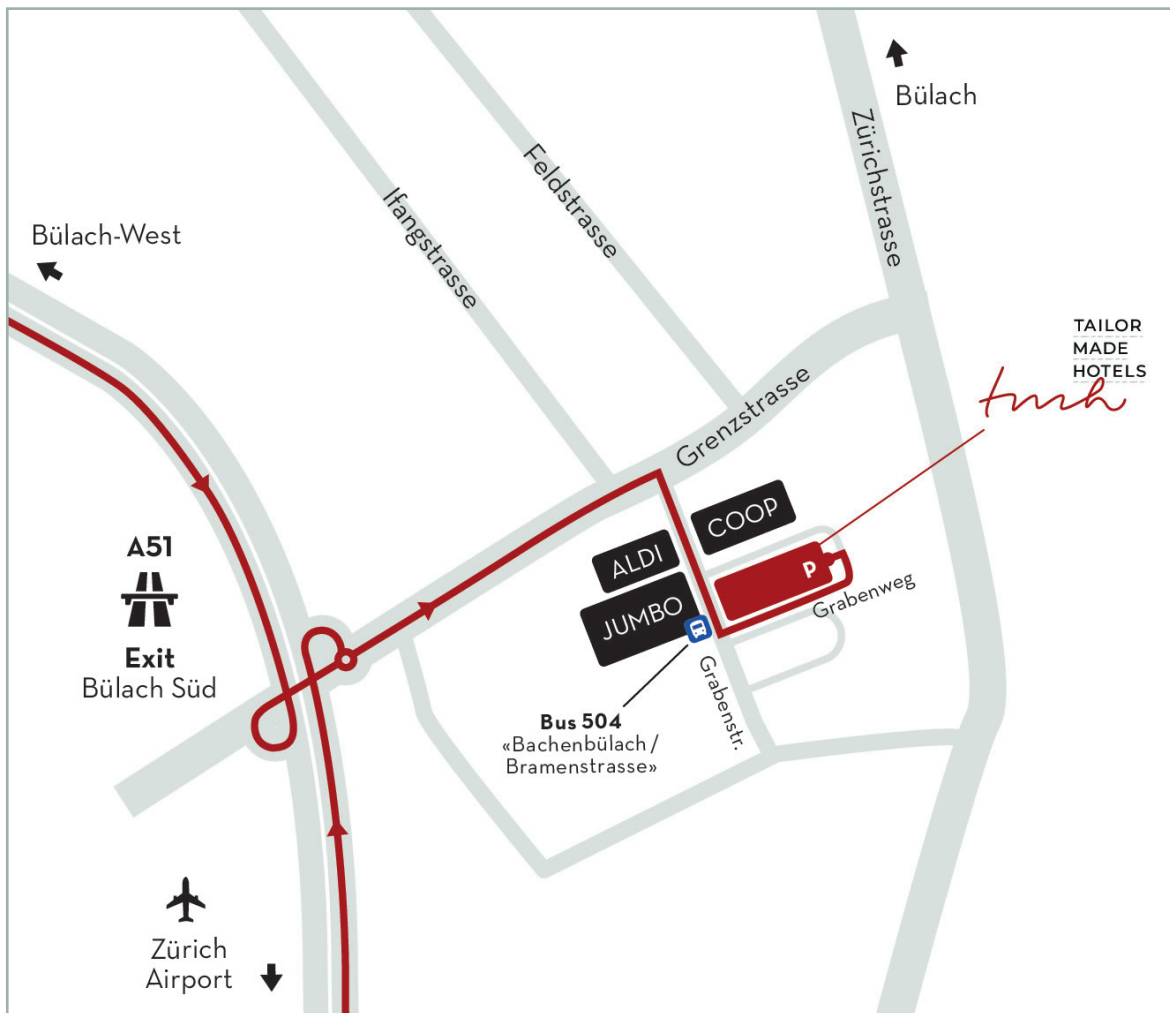 Bülach
Zürichstrasse
Feldstrasse
Ifangstrasse
Bülach-West
TAILOR
MADE
HOTELS
tmh
Grenzstrasse
COOP
ALDI
JUMBO
P
Grabenweg
A51
Exit
Bülach Süd
Grabenstr.
Bus 504
«Bachenbülach /
Bramenstrasse»
Zürich
Airport